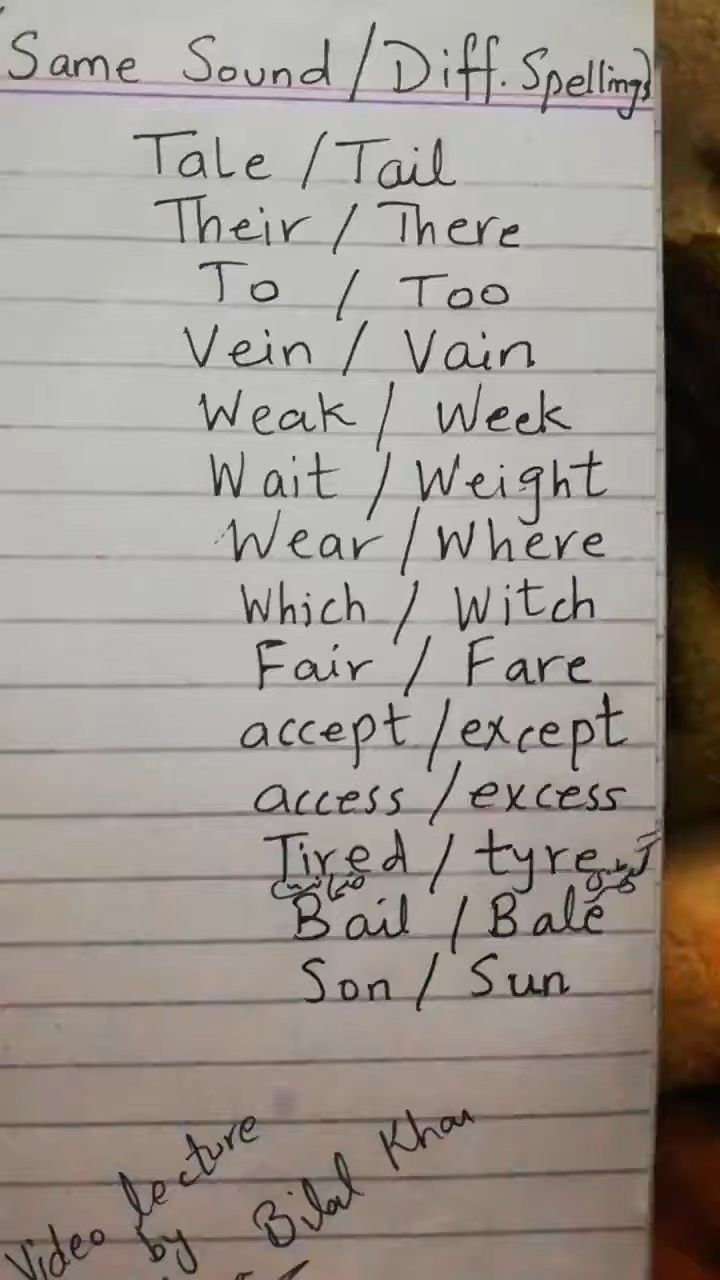 Same Sound / Diff. Spellings
Tale / Tail
Their / There
To / Too
Vein / Vain
Weak / Week
Wait / Weight
Wear / Where
Which / Witch
Fair / Fare
accept / except
access / excess
Tired / tyre
ضمانت
Bail / Bale
Son / Sun
Video lecture
by Bilal Khan